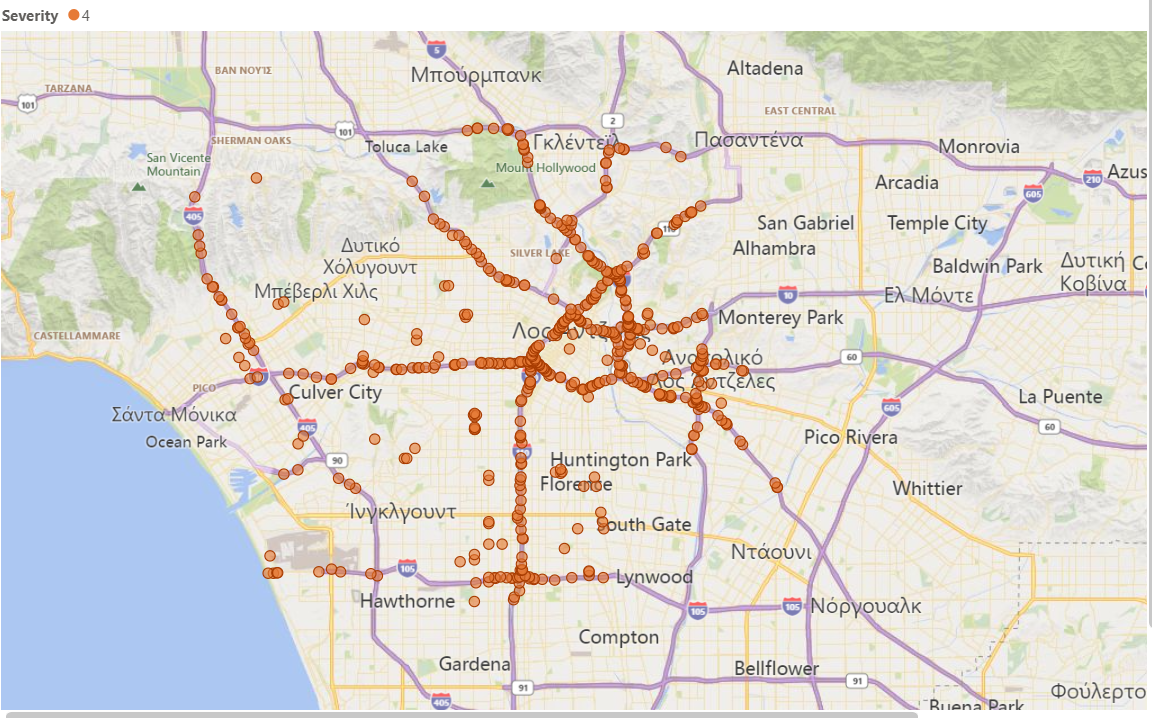 Severity 4
5
Μπούρμπανκ
Altadena
ΒΑΝ ΝΟΥΊΣ
TARZANA
101
EAST CENTRAL
2
101
SHERMAN OAKS
Toluca Lake
Γκλέντεϊλ
Πασαντένα
Monrovia
San Vicente
Mountain
Mount Hollywood
210
Azus
Arcadia
605
405
San Gabriel
Temple City
Δυτικό
Χόλυγουντ
SILVER LAKE
Alhambra
Baldwin Park
Δυτική
Κοβίνα
Μπέβερλι Χιλς
10
Ελ Μόντε
Monterey Park
CASTELLAMMARE
60
PICO
Culver City
Σάντα Μόνικα
Ocean Park
405
605
La Puente
60
Pico Rivera
90
Huntington Park
Florence
Whittier
Ίνγκλγουντ
South Gate
Ντάουνι
105
Lynwood
Hawthorne
105
105
Νόργουαλκ
Compton
Gardena
Bellflower
91
91
405
Φούλερτο
Buena Park